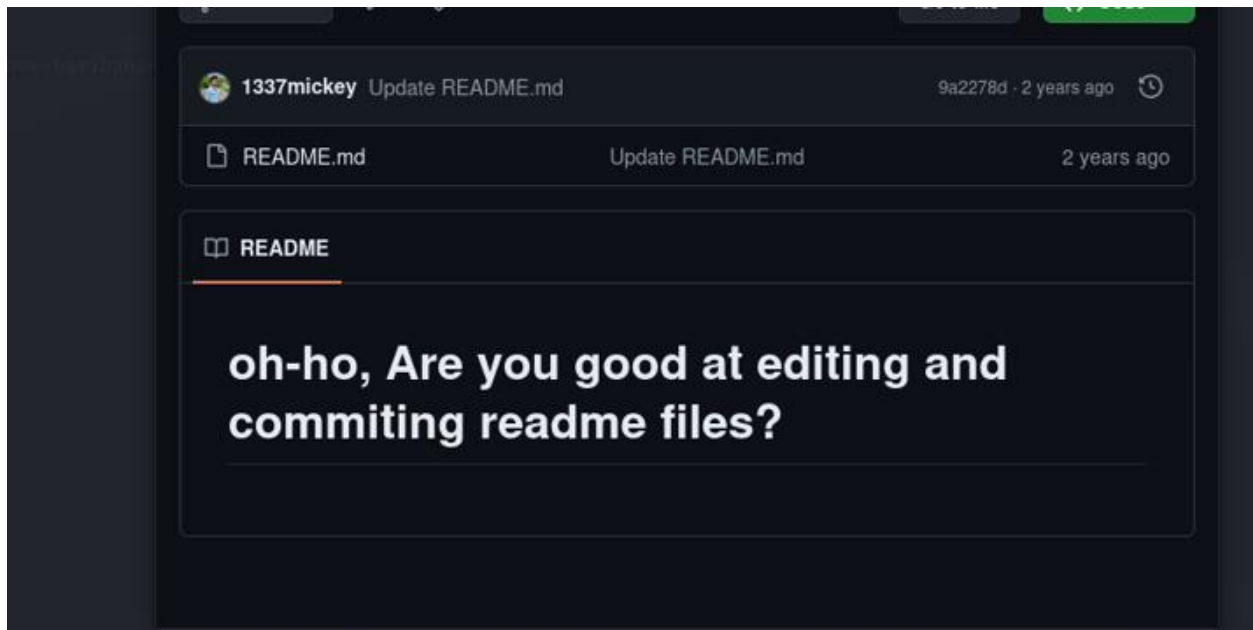 1337mickey Update README.md 9a2278d · 2 years ago
README.md Update README.md 2 years ago
README
oh-ho, Are you good at editing and
commiting readme files?